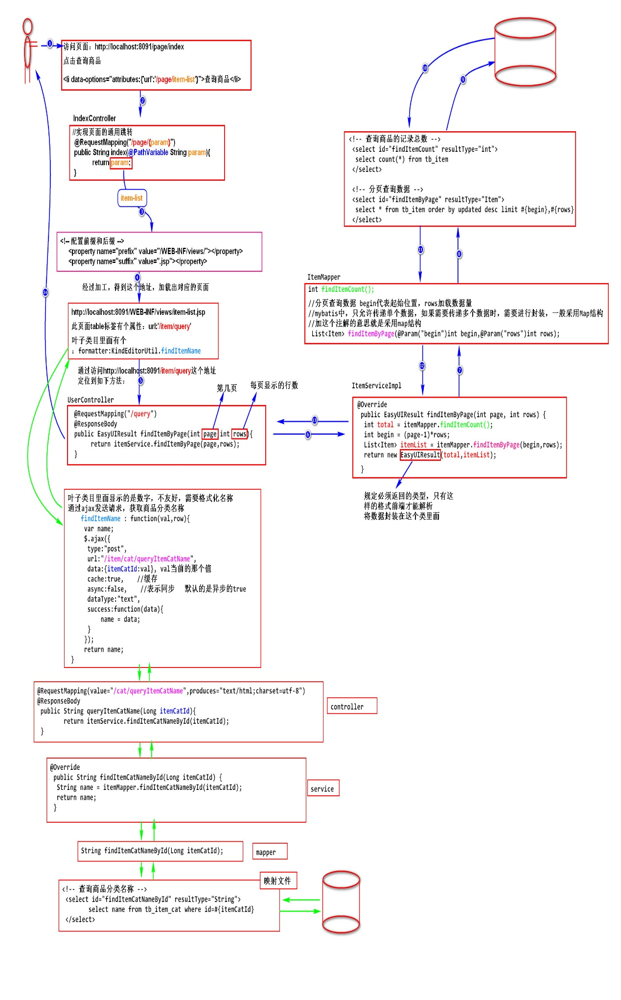 1
访问页面：http://localhost:8091/page/index
点击查询商品
<li data-options="attributes:{'url':'/page/item-list'}">查询商品</li>
2
IndexController
//实现页面的通用跳转
@RequestMapping("/page/{param}")
public String index(@PathVariable String param){
return param;
}
item-list
3
<!-- 配置前缀和后缀 -->
<property name="prefix" value="/WEB-INF/views/"></property>
<property name="suffix" value=".jsp"></property>
4
经过加工，得到这个地址，加载出对应的页面
http://localhost:8091/WEB-INF/views/item-list.jsp
此页面table标签有个属性：url:'/item/query'
叶子类目里面有个
：formatter:KindEditorUtil.findItemName
通过访问http://localhost:8091/item/query这个地址
定位到如下方法：
5
14
第几页
每页显示的行数
UserController
@RequestMapping("/query")
@ResponseBody
public EasyUIResult findItemByPage(int page,int rows){
return itemService.findItemByPage(page,rows);
}
13
6
ItemServiceImpl
@Override
public EasyUIResult findItemByPage(int page, int rows) {
int total = itemMapper.findItemCount();
int begin = (page-1)*rows;
List<Item> itemList = itemMapper.findItemByPage(begin,rows);
return new EasyUIResult(total,itemList);
}
规定必须返回的类型，只有这
样的格式前端才能解析
将数据封装在这个类里面
12
7
ItemMapper
int findItemCount();
//分页查询数据 begin代表起始位置，rows加载数据量
//mybatis中，只允许传递单个数据，如果需要传递多个数据时，需要进行封装，一般采用Map结构
//加这个注解的意思就是采用map结构
List<Item> findItemByPage(@Param("begin")int begin,@Param("rows")int rows);
11
8
<!-- 查询商品的记录总数 -->
<select id="findItemCount" resultType="int">
select count(*) from tb_item
</select>
<!-- 分页查询数据 -->
<select id="findItemByPage" resultType="Item">
select * from tb_item order by updated desc limit #{begin},#{rows}
</select>
10
9
叶子类目里面显示的是数字，不友好，需要格式化名称
通过ajax发送请求，获取商品分类名称
findItemName : function(val,row){
var name;
$.ajax({
type:"post",
url:"/item/cat/queryItemCatName",
data:{itemCatId:val}, val当前的那个值
cache:true, //缓存
async:false, //表示同步 默认的是异步的true
dataType:"text",
success:function(data){
name = data;
}
});
return name;
}
@RequestMapping(value="/cat/queryItemCatName",produces="text/html;charset=utf-8")
@ResponseBody
public String queryItemCatName(Long itemCatId){
return itemService.findItemCatNameById(itemCatId);
}
controller
@Override
public String findItemCatNameById(Long itemCatId) {
String name = itemMapper.findItemCatNameById(itemCatId);
return name;
}
service
String findItemCatNameById(Long itemCatId);
mapper
映射文件
<!-- 查询商品分类名称 -->
<select id="findItemCatNameById" resultType="String">
select name from tb_item_cat where id=#{itemCatId}
</select>